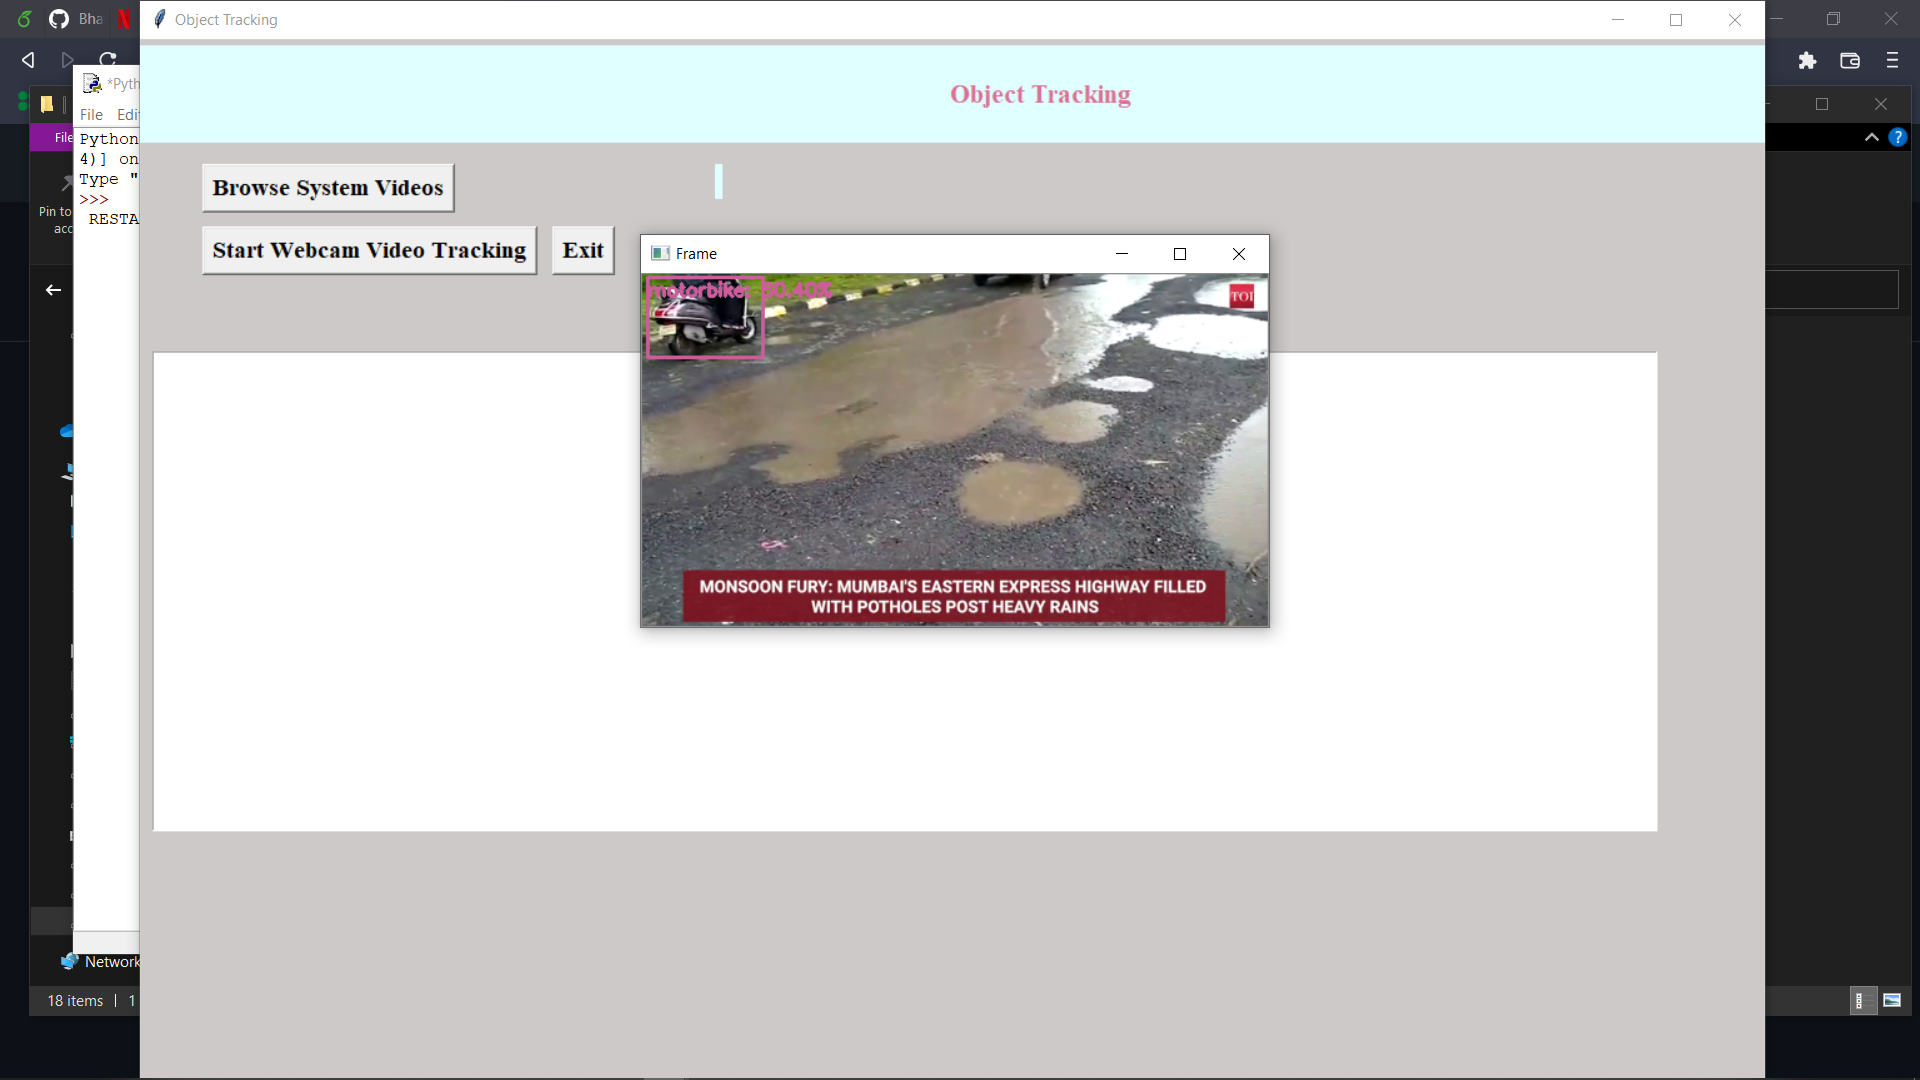 Bha
Object Tracking
*Pyth
File Edi
Object Tracking
File
Python
4)] on
Type "
>>>
RESTA
Pin to
acc
Browse System Videos
Start Webcam Video Tracking
Exit
Frame
motorbike:
TOI
MONSOON FURY: MUMBAI'S EASTERN EXPRESS HIGHWAY FILLED
WITH POTHOLES POST HEAVY RAINS
Network
18 items
1